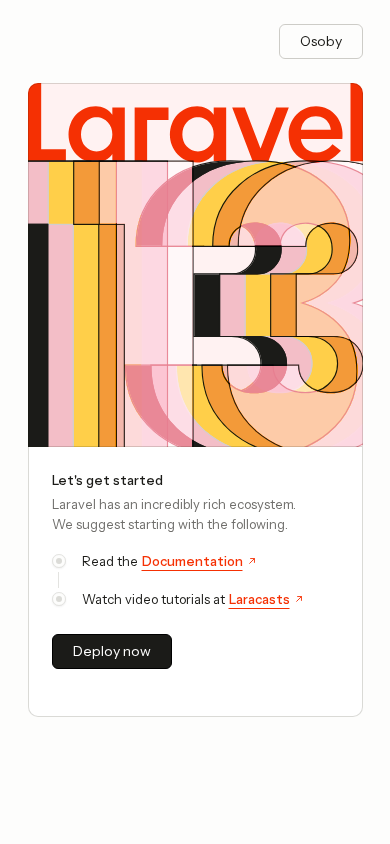 Osoby
Laravel
13
Let's get started
Laravel has an incredibly rich ecosystem.
We suggest starting with the following.
Read the Documentation ↗
Watch video tutorials at Laracasts ↗
Deploy now